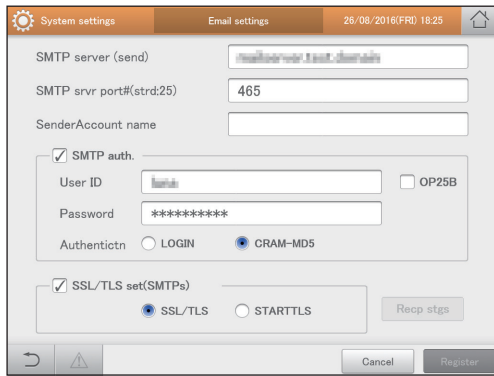 System settings
Email settings
26/08/2016(FRI) 18:25
SMTP server (send)
SMTP srvr port#(strd:25)
465
SenderAccount name
SMTP auth.
User ID
OP25B
Password
**********
Authentictn
LOGIN
CRAM-MD5
SSL/TLS set(SMTPs)
SSL/TLS
STARTTLS
Recp stgs
Cancel
Register